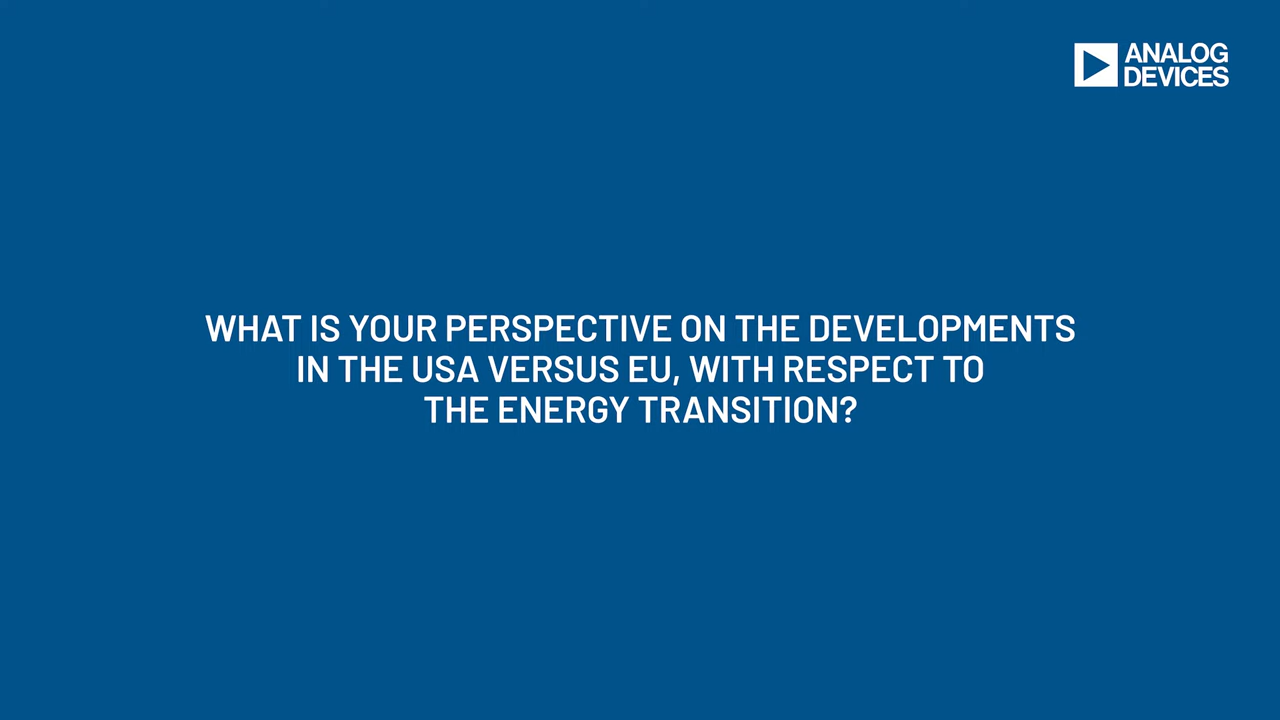 ANALOG
DEVICES
WHAT IS YOUR PERSPECTIVE ON THE DEVELOPMENTS
IN THE USA VERSUS EU, WITH RESPECT TO
THE ENERGY TRANSITION?